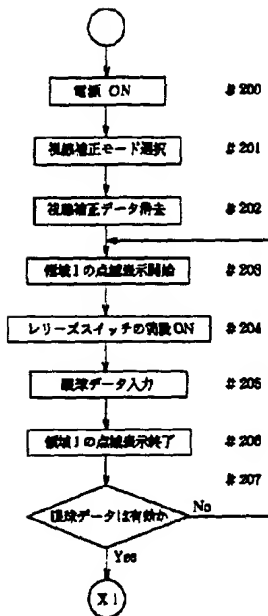 電源 ON #200
視線補正モード選択 #201
視線補正データ消去 #202
領域1の点滅表示開始 #203
レリーズスイッチの ON #204
眼球データ入力 #205
領域1の点滅表示終了 #206
#207
眼球データは有効か No
Yes
X1